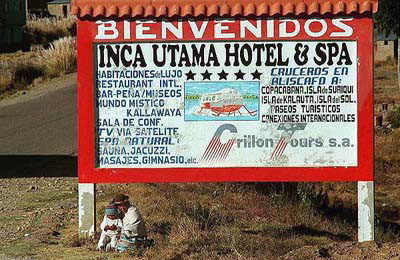 BIENVENIDOS
INCA UTAMA HOTEL & SPA
HABITACIONES de LUJO
RESTAURANT INTL.
BAR-PEÑA/MUSEOS
MUNDO MISTICO
KALLAWAYA
SALA DE CONF.
TV VIA SATELITE
SPA NATURAL:
SAUNA, JACUZZI,
MASAJES, GIMNASIO, etc.
CRUCEROS EN
ALISCAFO A:
COPACABANA, ISLA DE SURIQUI
ISLA de KALAUTA, ISLA del SOL.
PASEOS TURISTICOS
CONEXIONES INTERNACIONALES
Crillon Tours s.a.